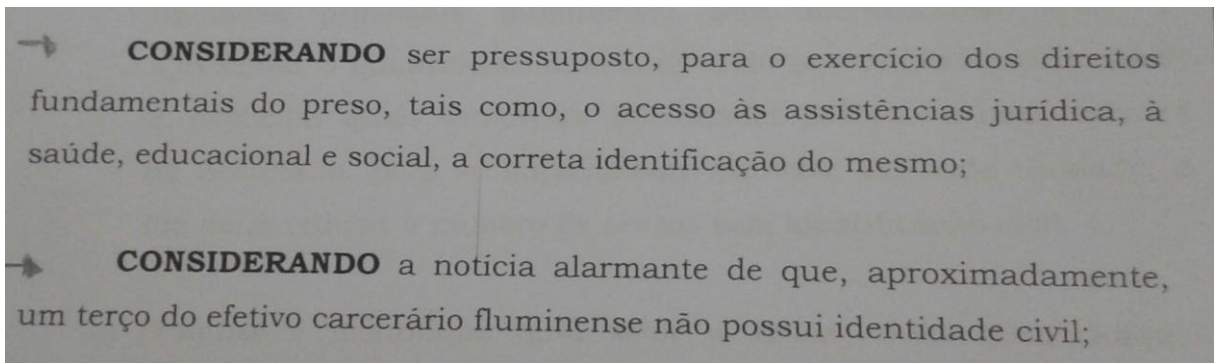 CONSIDERANDO ser pressuposto, para o exercício dos direitos
fundamentais do preso, tais como, o acesso às assistências jurídica, à
saúde, educacional e social, a correta identificação do mesmo;
CONSIDERANDO a notícia alarmante de que, aproximadamente,
um terço do efetivo carcerário fluminense não possui identidade civil;